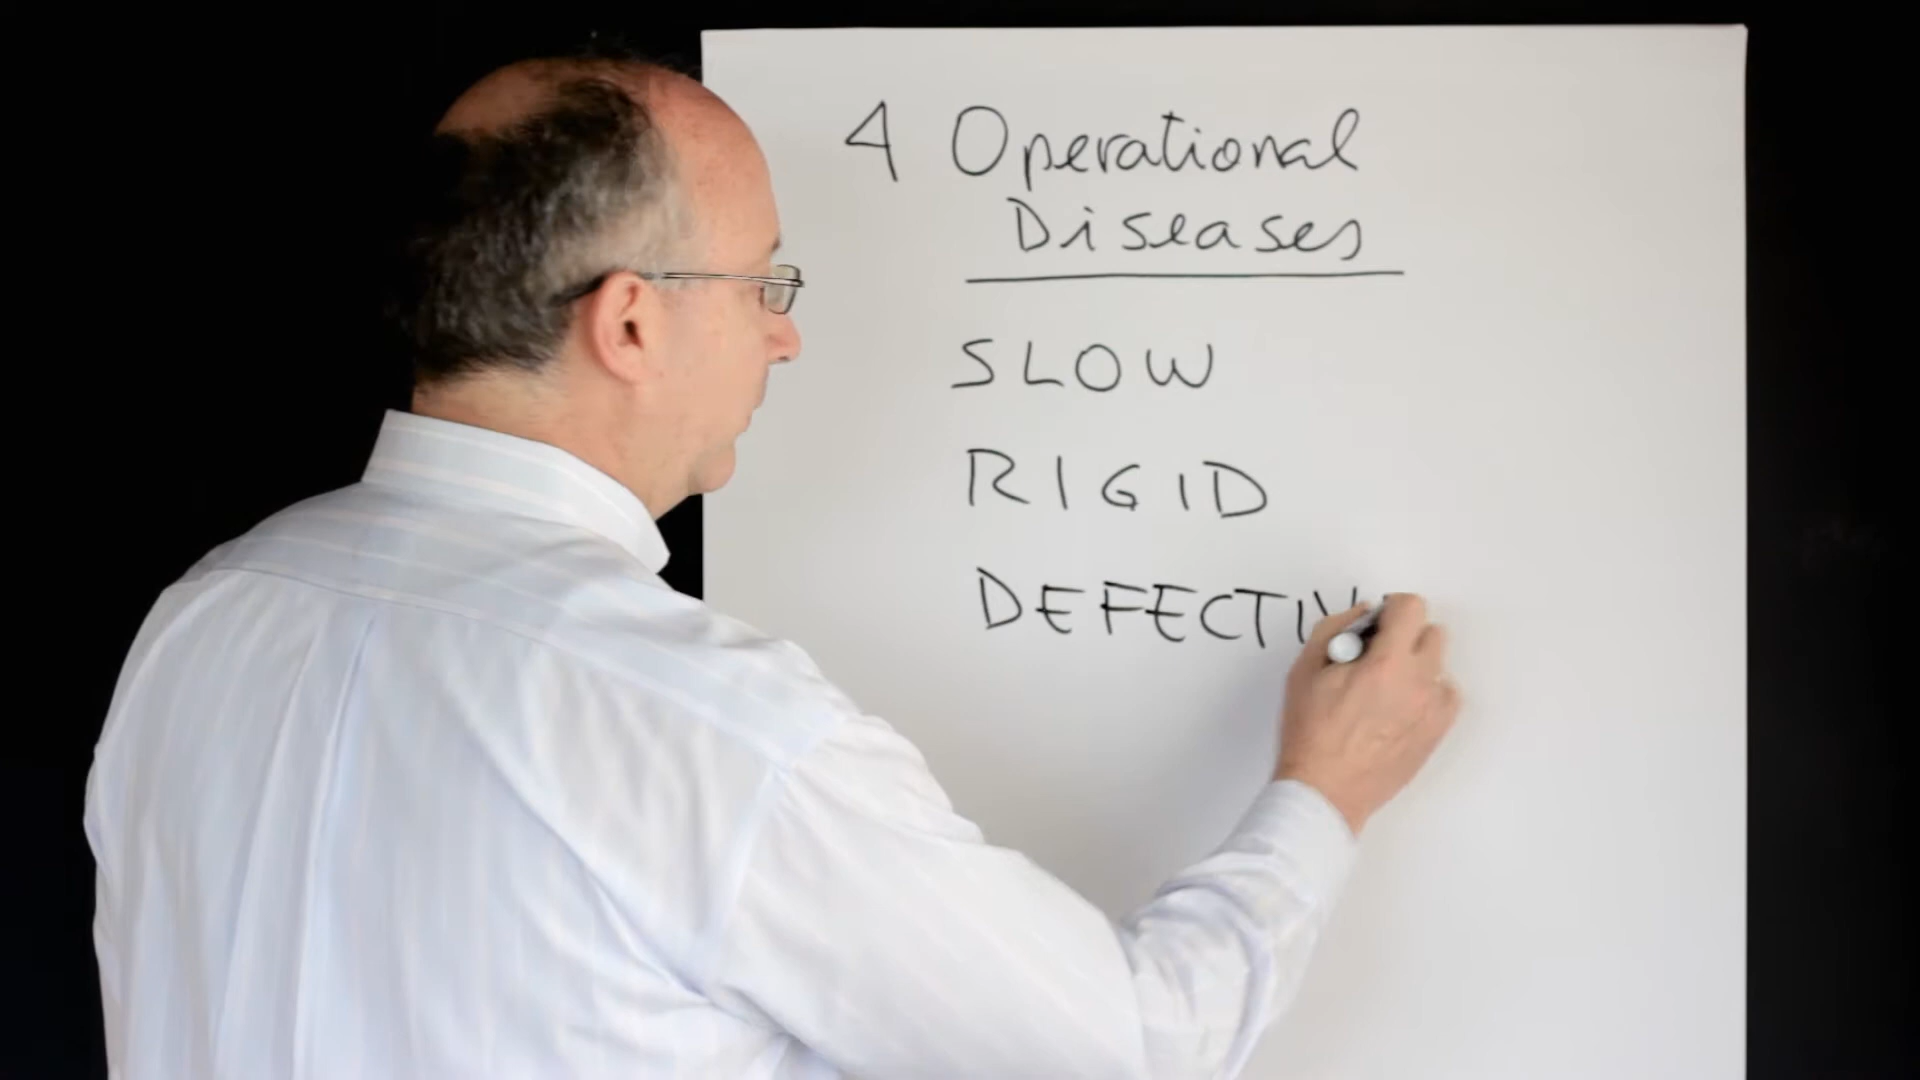 4 Operational
Diseases
SLOW
RIGID
DEFECTIV